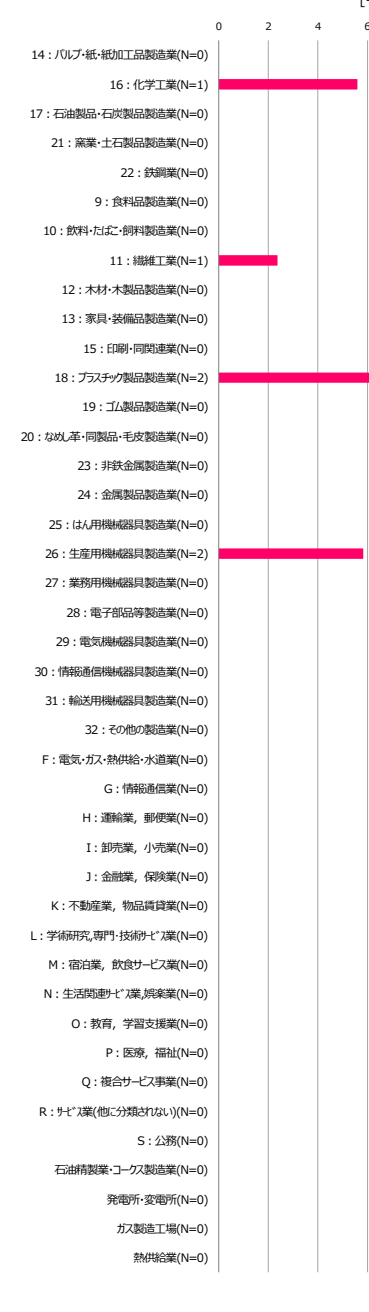 0 2 4 6
14：パルプ・紙・紙加工品製造業(N=0)
16：化学工業(N=1)
17：石油製品・石炭製品製造業(N=0)
21：窯業・土石製品製造業(N=0)
22：鉄鋼業(N=0)
9：食料品製造業(N=0)
10：飲料・たばこ・飼料製造業(N=0)
11：繊維工業(N=1)
12：木材・木製品製造業(N=0)
13：家具・装備品製造業(N=0)
15：印刷・同関連業(N=0)
18：プラスチック製品製造業(N=2)
19：ゴム製品製造業(N=0)
20：なめし革・同製品・毛皮製造業(N=0)
23：非鉄金属製造業(N=0)
24：金属製品製造業(N=0)
25：はん用機械器具製造業(N=0)
26：生産用機械器具製造業(N=2)
27：業務用機械器具製造業(N=0)
28：電子部品等製造業(N=0)
29：電気機械器具製造業(N=0)
30：情報通信機械器具製造業(N=0)
31：輸送用機械器具製造業(N=0)
32：その他の製造業(N=0)
F：電気・ガス・熱供給・水道業(N=0)
G：情報通信業(N=0)
H：運輸業，郵便業(N=0)
I：卸売業，小売業(N=0)
J：金融業，保険業(N=0)
K：不動産業，物品賃貸業(N=0)
L：学術研究,専門・技術ｻｰﾋﾞｽ業(N=0)
M：宿泊業，飲食サービス業(N=0)
N：生活関連ｻｰﾋﾞｽ業,娯楽業(N=0)
O：教育，学習支援業(N=0)
P：医療，福祉(N=0)
Q：複合サービス事業(N=0)
R：ｻｰﾋﾞｽ業(他に分類されない)(N=0)
S：公務(N=0)
石油精製業・コークス製造業(N=0)
発電所・変電所(N=0)
ガス製造工場(N=0)
熱供給業(N=0)